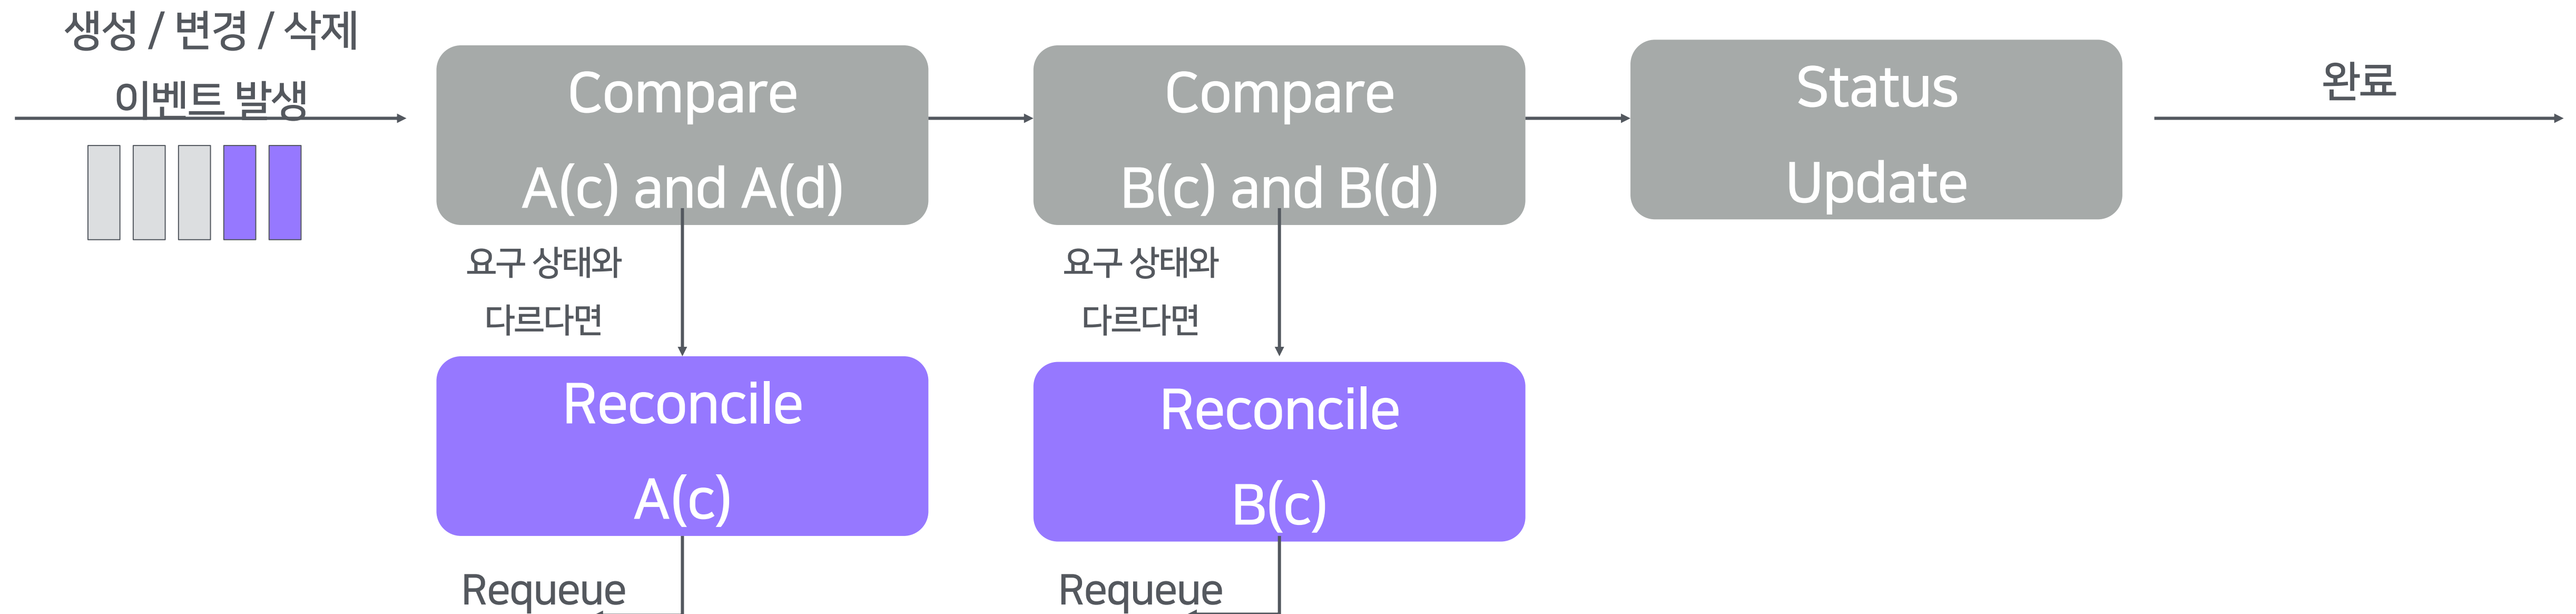 생성 / 변경 / 삭제
이벤트 발생
Compare
A(c) and A(d)
Compare
B(c) and B(d)
Status
Update
완료
요구 상태와
다르다면
요구 상태와
다르다면
Reconcile
A(c)
Reconcile
B(c)
Requeue
Requeue